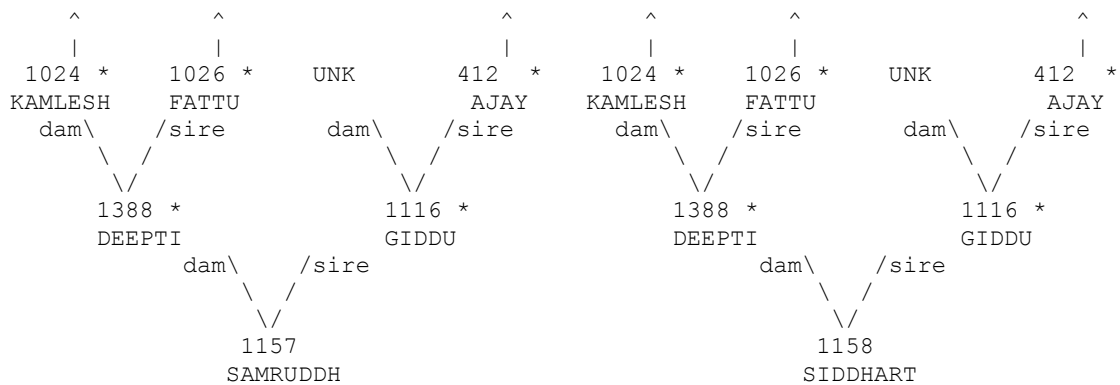 ^ ^ ^ ^ ^ ^
| | | | | |
1024 * 1026 * UNK 412 * 1024 * 1026 * UNK 412 *
KAMLESH FATTU AJAY KAMLESH FATTU AJAY
dam\ /sire dam\ /sire dam\ /sire dam\ /sire
\ / \ / \ / \ /
\/ \/ \/ \/
1388 * 1116 * 1388 * 1116 *
DEEPTI GIDDU DEEPTI GIDDU
dam\ /sire dam\ /sire
\ / \ /
\/ \/
1157 1158
SAMRUDDH SIDDHART